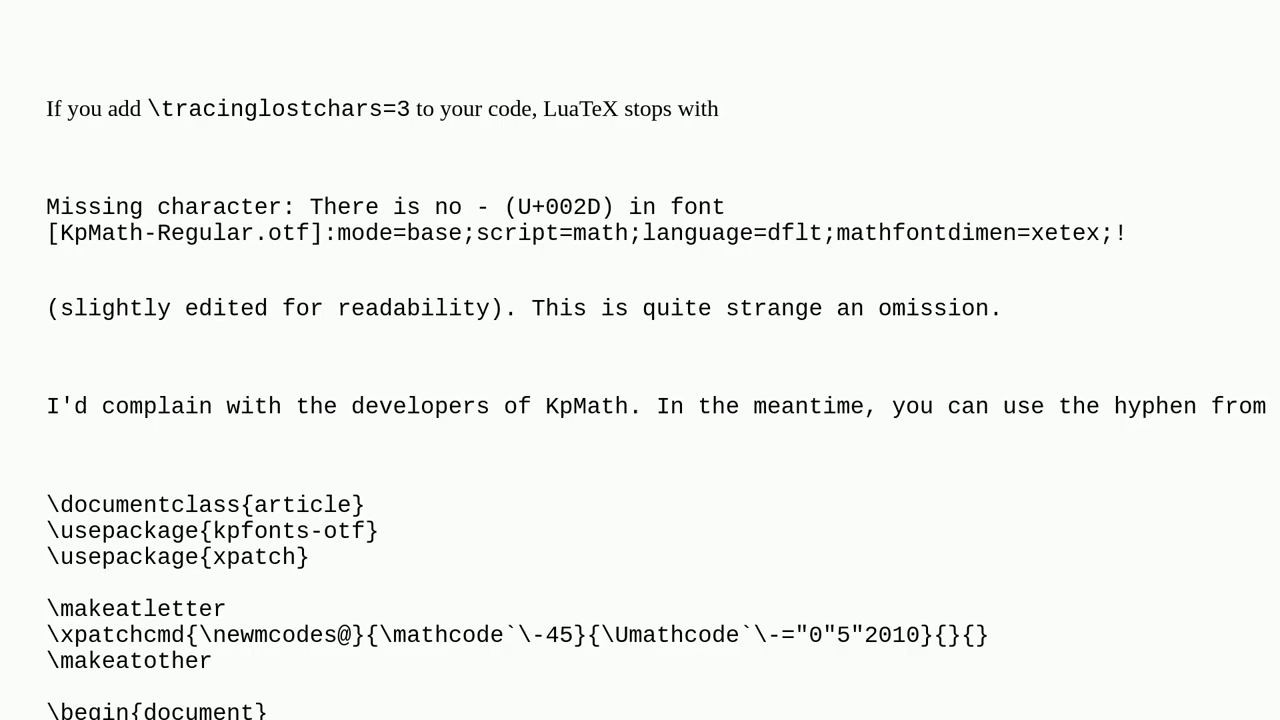 If you add \tracinglostchars=3 to your code, LuaTeX stops with
Missing character: There is no - (U+002D) in font
[KpMath-Regular.otf]:mode=base;script=math;language=dflt;mathfontdimen=xetex;!
(slightly edited for readability). This is quite strange an omission.
I'd complain with the developers of KpMath. In the meantime, you can use the hyphen from
\documentclass{article}
\usepackage{kpfonts-otf}
\usepackage{xpatch}
\makeatletter
\xpatchcmd{\newmcodes@}{\mathcode`\-45}{\Umathcode`\-="0"5"2010}{}{}
\makeatother
\begin{document}